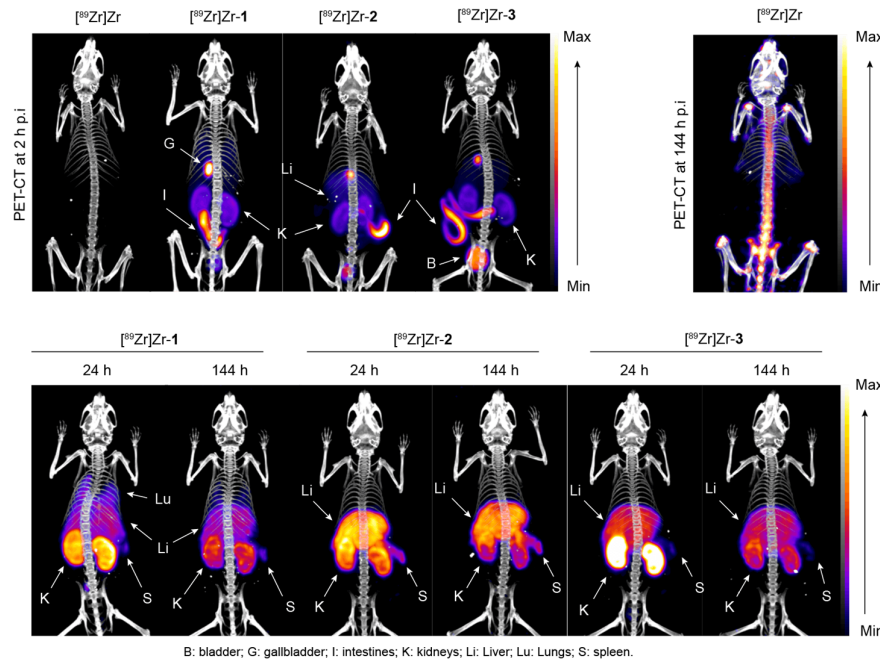 [⁸⁹Zr]Zr [⁸⁹Zr]Zr-1 [⁸⁹Zr]Zr-2 [⁸⁹Zr]Zr-3 [⁸⁹Zr]Zr
PET-CT at 2 h p.i
G
I
K
Li
K
I
B
K
Max
Min
PET-CT at 144 h p.i
Max
Min
[⁸⁹Zr]Zr-1 [⁸⁹Zr]Zr-2 [⁸⁹Zr]Zr-3
24 h 144 h 24 h 144 h 24 h 144 h
Lu
Li
K
S
K
S
Li
K
Li
S
Li
K
S
Li
K
S
Max
Min
B: bladder; G: gallbladder; I: intestines; K: kidneys; Li: Liver; Lu: Lungs; S: spleen.